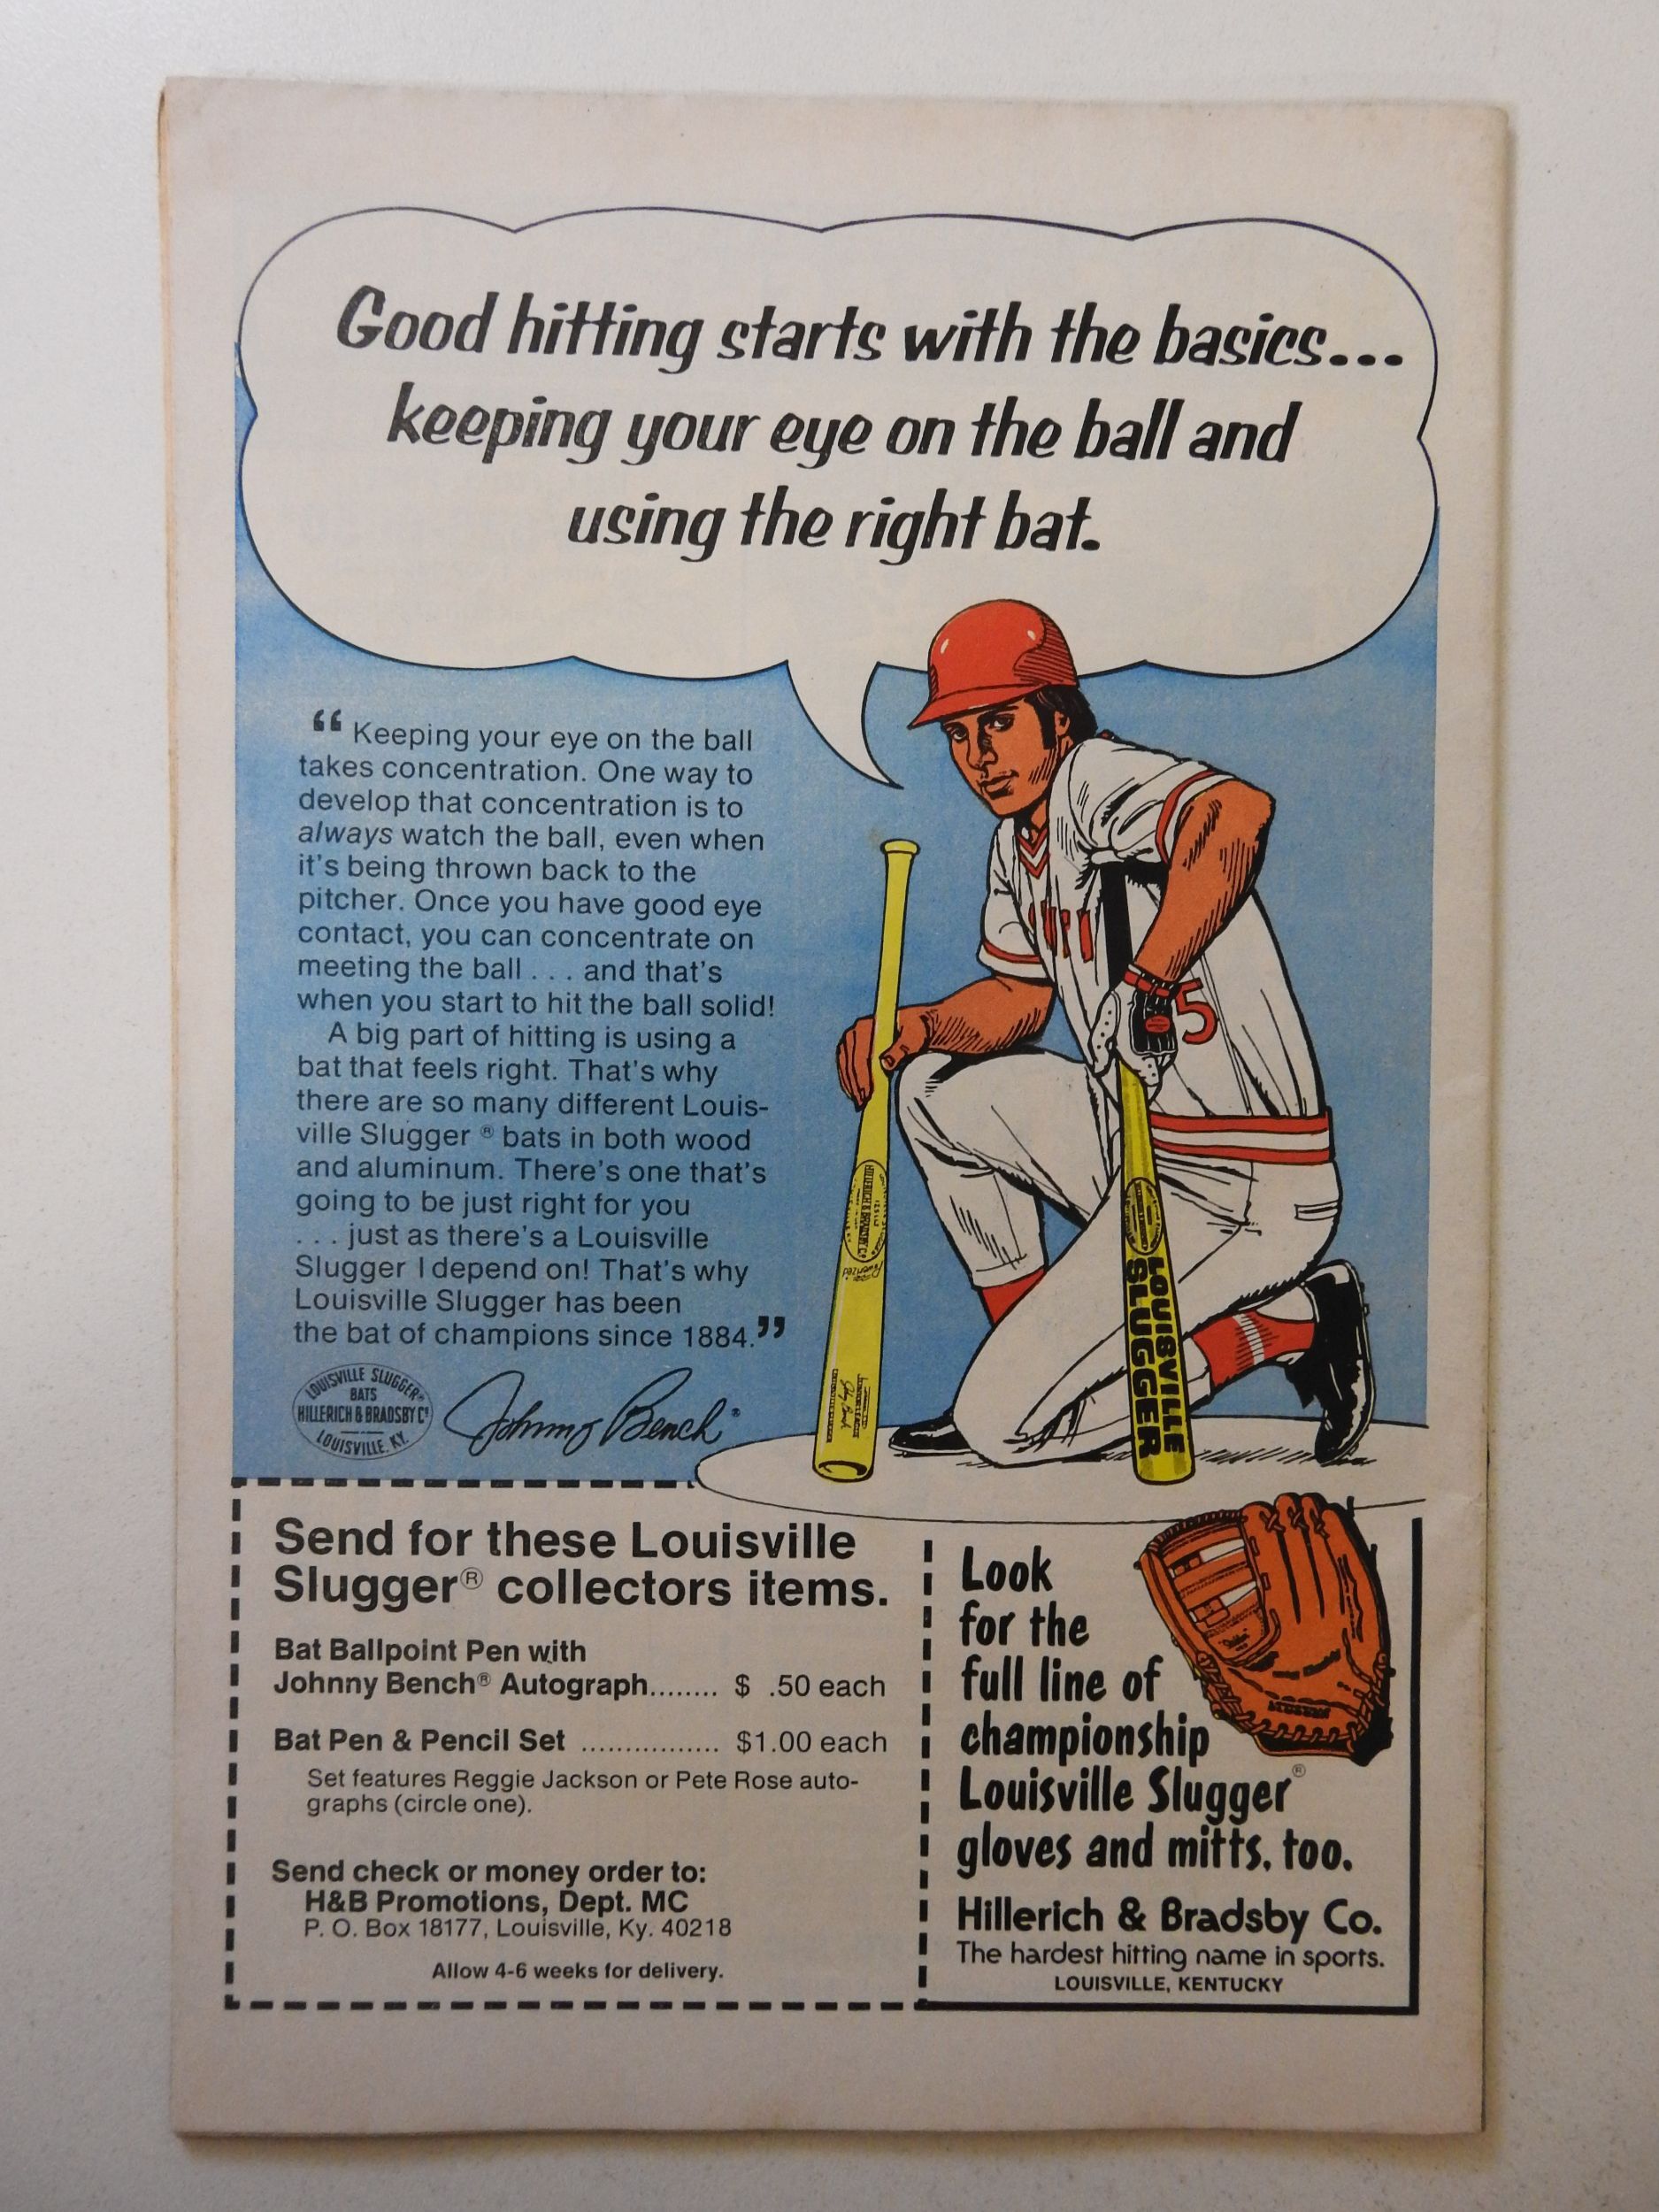 Good hitting starts with the basics...
keeping your eye on the ball and
using the right bat.
“ Keeping your eye on the ball
takes concentration. One way to
develop that concentration is to
always watch the ball, even when
it's being thrown back to the
pitcher. Once you have good eye
contact, you can concentrate on
meeting the ball . . . and that's
when you start to hit the ball solid!
A big part of hitting is using a
bat that feels right. That's why
there are so many different Louis-
ville Slugger ® bats in both wood
and aluminum. There's one that's
going to be just right for you
. . . just as there's a Louisville
Slugger I depend on! That's why
Louisville Slugger has been
the bat of champions since 1884.”
LOUISVILLE SLUGGER®
BATS
HILLERICH & BRADSBY Cº
LOUISVILLE, KY.
Johnny Bench®
5
HILLERICH & BRADSBY Cº
Powerized
LOUISVILLE
SLUGGER
Send for these Louisville
Slugger® collectors items.
Bat Ballpoint Pen with
Johnny Bench® Autograph........ $ .50 each
Bat Pen & Pencil Set ................ $1.00 each
Set features Reggie Jackson or Pete Rose auto-
graphs (circle one).
Send check or money order to:
H&B Promotions, Dept. MC
P. O. Box 18177, Louisville, Ky. 40218
Allow 4-6 weeks for delivery.
Look
for the
full line of
championship
Louisville Slugger®
gloves and mitts, too.
Hillerich & Bradsby Co.
The hardest hitting name in sports.
LOUISVILLE, KENTUCKY